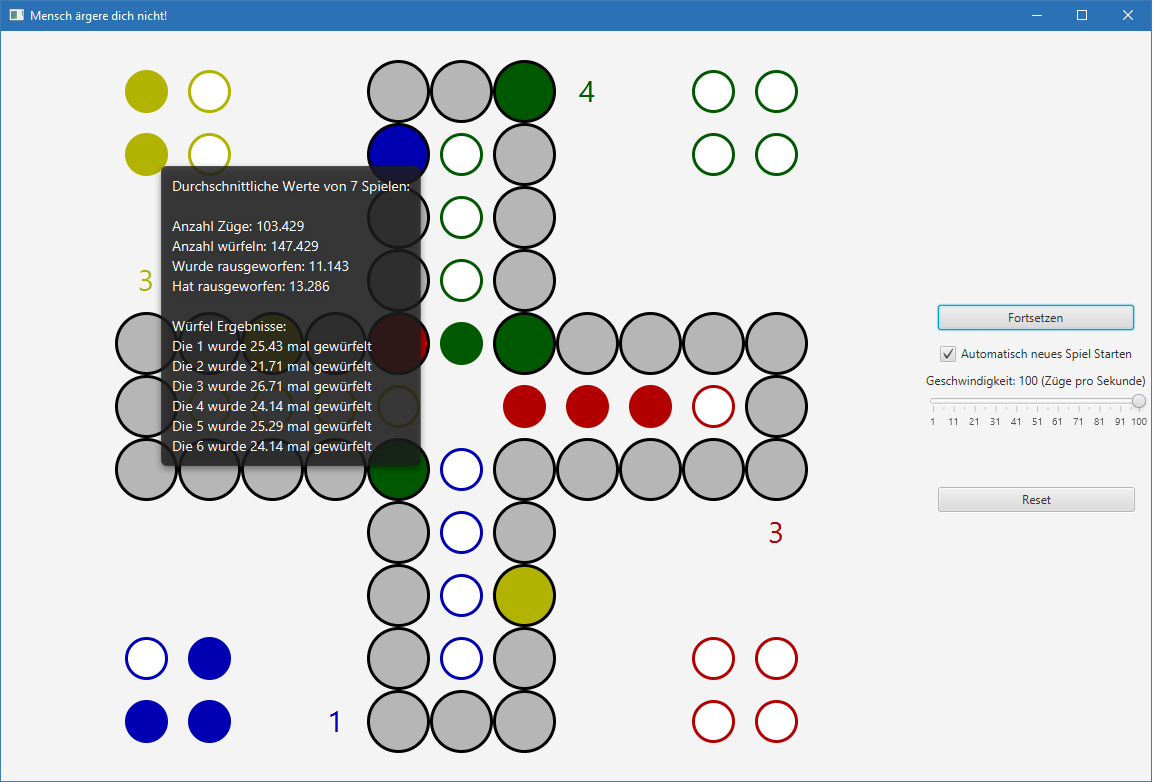 Mensch ärgere dich nicht!
4
Durchschnittliche Werte von 7 Spielen:
Anzahl Züge: 103.429
Anzahl würfeln: 147.429
Wurde rausgeworfen: 11.143
Hat rausgeworfen: 13.286
3
Würfel Ergebnisse:
Die 1 wurde 25.43 mal gewürfelt
Die 2 wurde 21.71 mal gewürfelt
Die 3 wurde 26.71 mal gewürfelt
Die 4 wurde 24.14 mal gewürfelt
Die 5 wurde 25.29 mal gewürfelt
Die 6 wurde 24.14 mal gewürfelt
Fortsetzen
Automatisch neues Spiel Starten
Geschwindigkeit: 100 (Züge pro Sekunde)
1 11 21 31 41 51 61 71 81 91 100
Reset
3
1